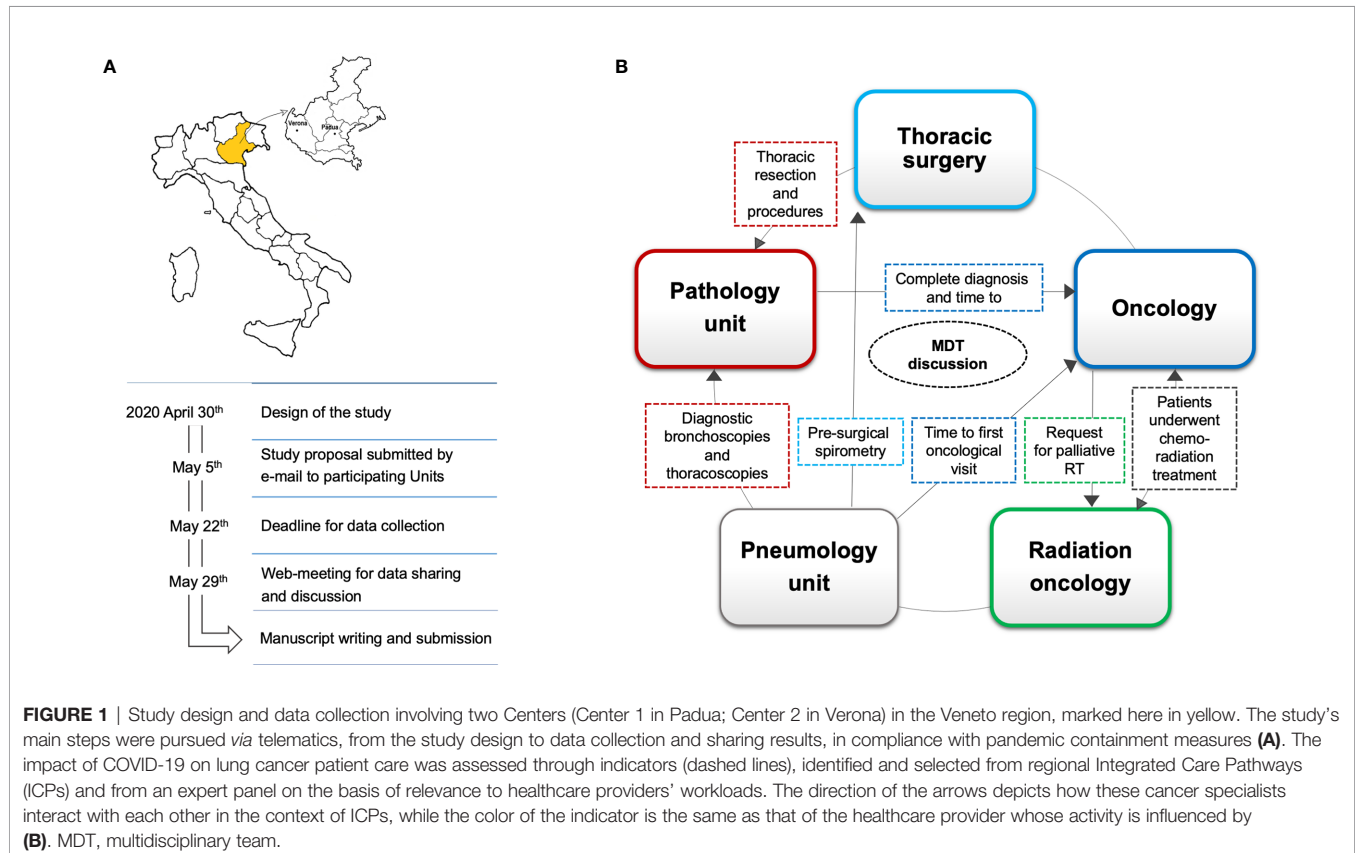 A
Verona
Padua
2020 April 30th
Design of the study
May 5th
Study proposal submitted by
e-mail to participating Units
May 22th
Deadline for data collection
May 29th
Web-meeting for data sharing
and discussion
Manuscript writing and submission
B
Thoracic
surgery
Thoracic
resection
and
procedures
Pathology
unit
Complete diagnosis
and time to
Oncology
MDT
discussion
Diagnostic
bronchoscopies
and
thoracoscopies
Pre-surgical
spirometry
Time to first
oncological
visit
Request
for palliative
RT
Patients
underwent
chemo-
radiation
treatment
Pneumology
unit
Radiation
oncology
FIGURE 1 | Study design and data collection involving two Centers (Center 1 in Padua; Center 2 in Verona) in the Veneto region, marked here in yellow. The study's
main steps were pursued via telematics, from the study design to data collection and sharing results, in compliance with pandemic containment measures (A). The
impact of COVID-19 on lung cancer patient care was assessed through indicators (dashed lines), identified and selected from regional Integrated Care Pathways
(ICPs) and from an expert panel on the basis of relevance to healthcare providers' workloads. The direction of the arrows depicts how these cancer specialists
interact with each other in the context of ICPs, while the color of the indicator is the same as that of the healthcare provider whose activity is influenced by
(B). MDT, multidisciplinary team.